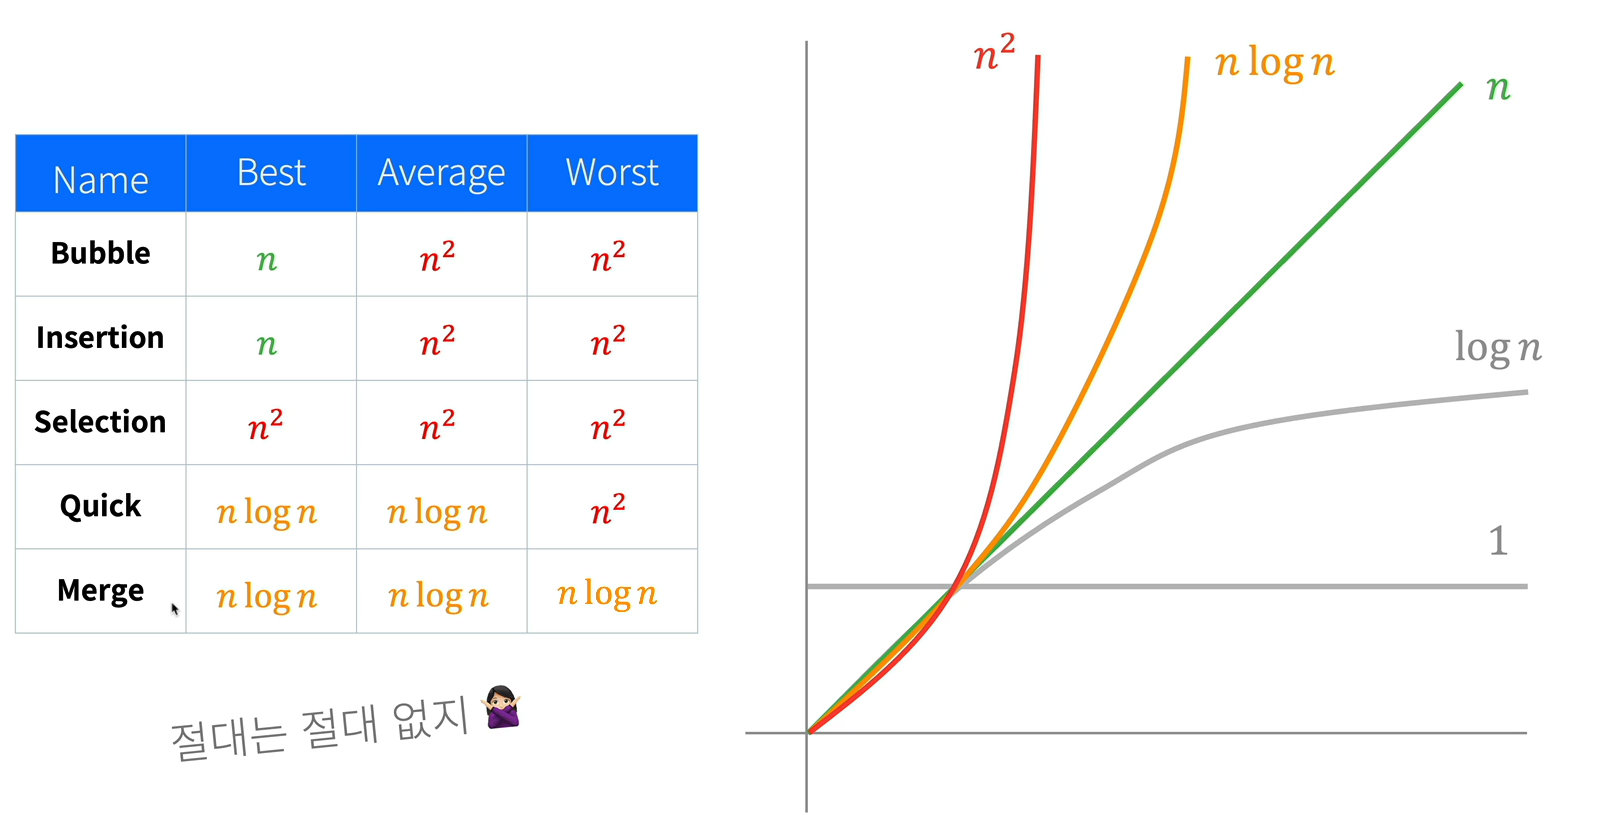 Name Best Average Worst
Bubble n n² n²
Insertion n n² n²
Selection n² n² n²
Quick n log n n log n n²
Merge n log n n log n n log n
절대는 절대 없지 🙅🏻‍♀️
n²
n log n
n
log n
1